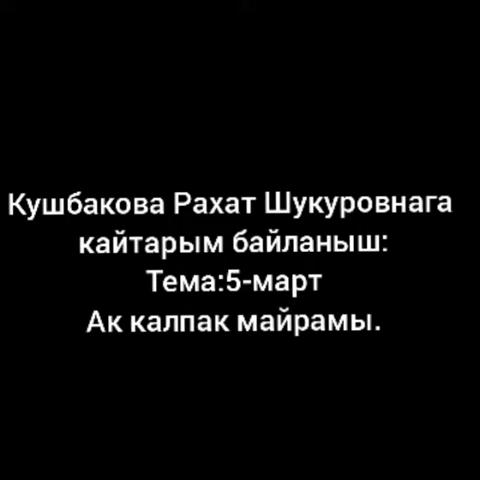 Кушбакова Рахат Шукуровнага
кайтарым байланыш:
Тема:5-март
Ак калпак майрамы.